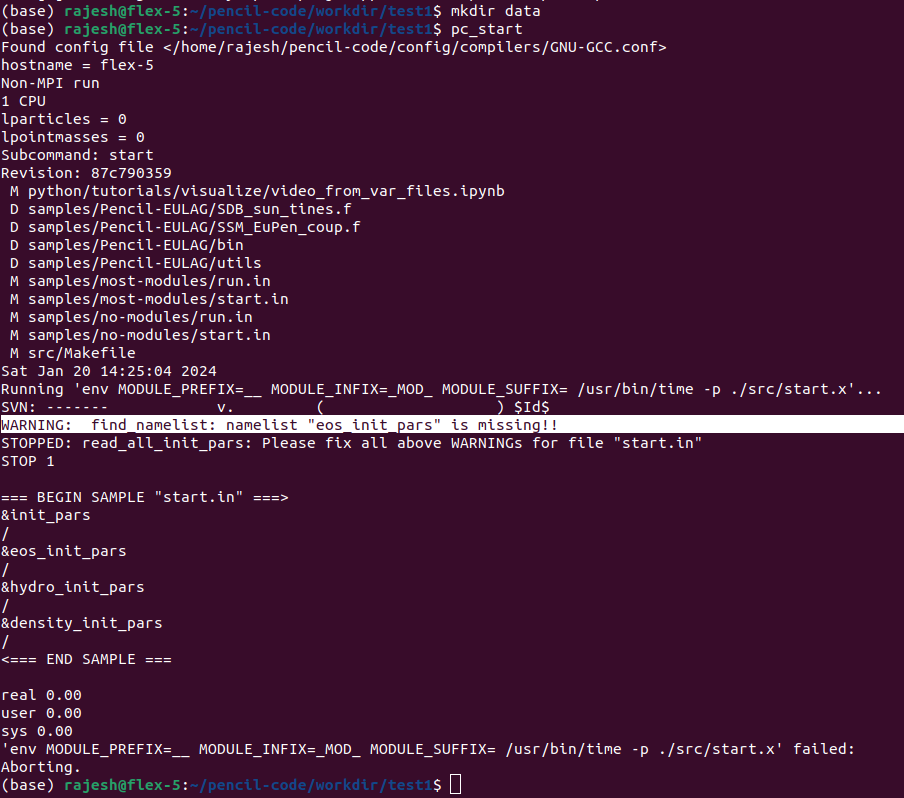 (base) rajesh@flex-5:~/pencil-code/workdir/test1$ mkdir data
(base) rajesh@flex-5:~/pencil-code/workdir/test1$ pc_start
Found config file </home/rajesh/pencil-code/config/compilers/GNU-GCC.conf>
hostname = flex-5
Non-MPI run
1 CPU
lparticles = 0
lpointmasses = 0
Subcommand: start
Revision: 87c790359
 M python/tutorials/visualize/video_from_var_files.ipynb
 D samples/Pencil-EULAG/SDB_sun_tines.f
 D samples/Pencil-EULAG/SSM_EuPen_coup.f
 D samples/Pencil-EULAG/bin
 D samples/Pencil-EULAG/utils
 M samples/most-modules/run.in
 M samples/most-modules/start.in
 M samples/no-modules/run.in
 M samples/no-modules/start.in
 M src/Makefile
Sat Jan 20 14:25:04 2024
Running 'env MODULE_PREFIX=__ MODULE_INFIX=_MOD_ MODULE_SUFFIX= /usr/bin/time -p ./src/start.x'...
SVN: -------            v.         (                   ) $Id$
WARNING:  find_namelist: namelist "eos_init_pars" is missing!!
STOPPED: read_all_init_pars: Please fix all above WARNINGs for file "start.in"
STOP 1

=== BEGIN SAMPLE "start.in" ===>
&init_pars
/
&eos_init_pars
/
&hydro_init_pars
/
&density_init_pars
/
<=== END SAMPLE ===

real 0.00
user 0.00
sys 0.00
'env MODULE_PREFIX=__ MODULE_INFIX=_MOD_ MODULE_SUFFIX= /usr/bin/time -p ./src/start.x' failed:
Aborting.
(base) rajesh@flex-5:~/pencil-code/workdir/test1$